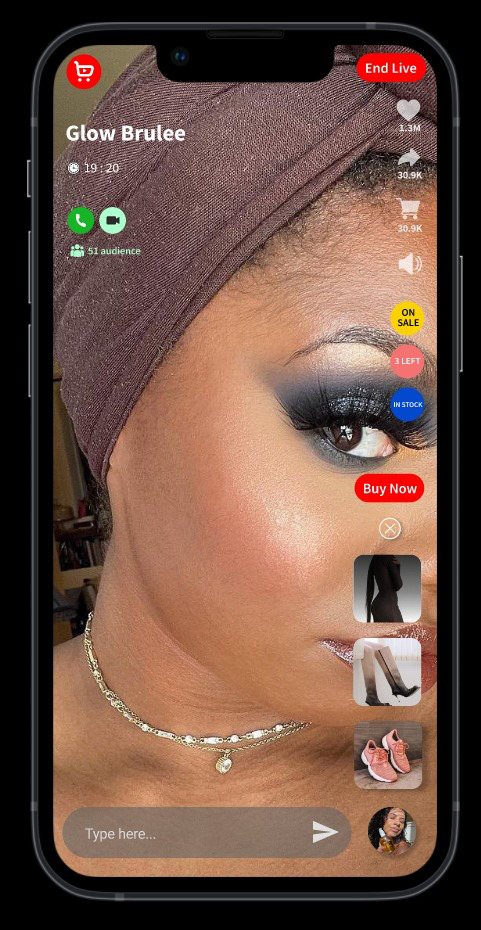 End Live
Glow Brulee
1.3M
19 : 20
30.9K
30.9K
51 audience
ON
SALE
3 LEFT
IN STOCK
Buy Now
Type here...